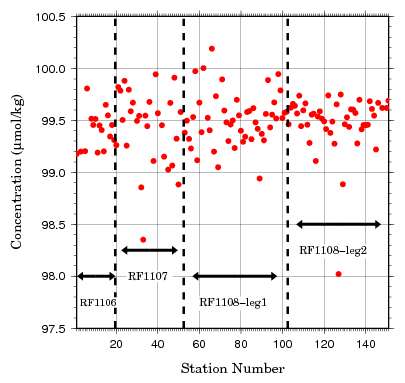 100.5
100.0
99.5
99.0
98.5
98.0
97.5
Concentration (μmol/kg)
RF1106
RF1107
RF1108−leg1
RF1108−leg2
20 40 60 80 100 120 140
Station Number